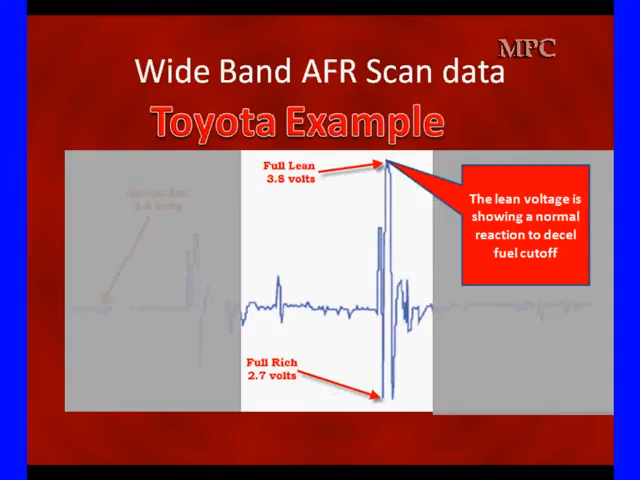 MPC
Wide Band AFR Scan data
Toyota Example
Full Lean
3.8 volts
The lean voltage is
showing a normal
reaction to decel
fuel cutoff
Full Rich
2.7 volts